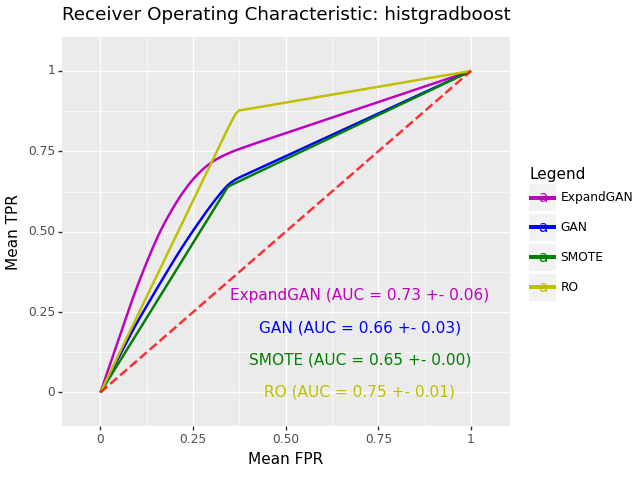 Receiver Operating Characteristic: histgradboost
1
0.75
0.50
0.25
0
Mean TPR
ExpandGAN (AUC = 0.73 +- 0.06)
GAN (AUC = 0.66 +- 0.03)
SMOTE (AUC = 0.65 +- 0.00)
RO (AUC = 0.75 +- 0.01)
0 0.25 0.50 0.75 1
Mean FPR
Legend
a ExpandGAN
a GAN
a SMOTE
a RO